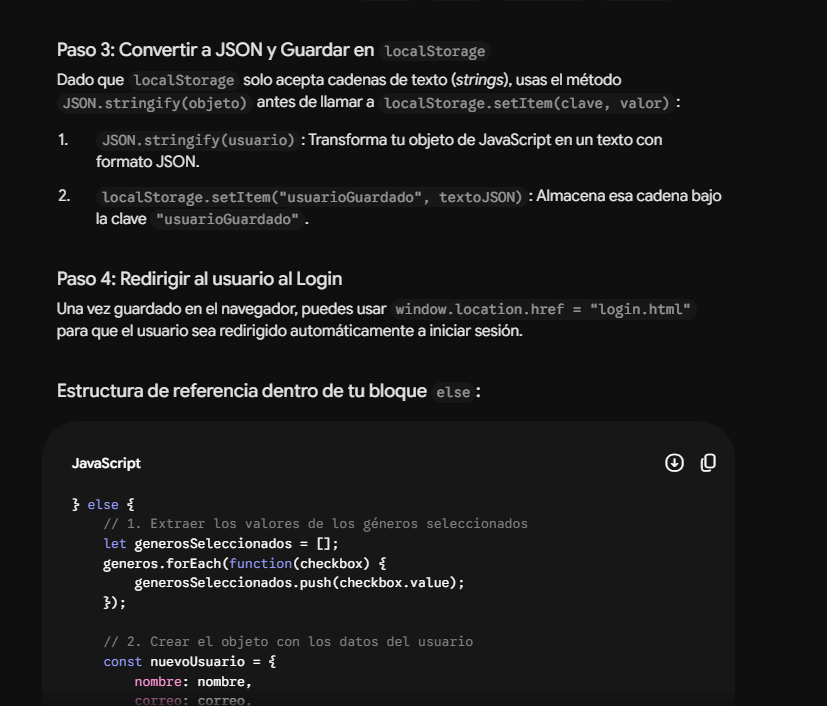 Paso 3: Convertir a JSON y Guardar en localStorage
Dado que localStorage solo acepta cadenas de texto (strings), usas el método
JSON.stringify(objeto) antes de llamar a localStorage.setItem(clave, valor) :
1. JSON.stringify(usuario) : Transforma tu objeto de JavaScript en un texto con
formato JSON.
2. localStorage.setItem("usuarioGuardado", textoJSON) : Almacena esa cadena bajo
la clave "usuarioGuardado" .
Paso 4: Redirigir al usuario al Login
Una vez guardado en el navegador, puedes usar window.location.href = "login.html"
para que el usuario sea redirigido automáticamente a iniciar sesión.
Estructura de referencia dentro de tu bloque else :
JavaScript
} else {
// 1. Extraer los valores de los géneros seleccionados
let generosSeleccionados = [];
generos.forEach(function(checkbox) {
generosSeleccionados.push(checkbox.value);
});
// 2. Crear el objeto con los datos del usuario
const nuevoUsuario = {
nombre: nombre,
correo: correo,